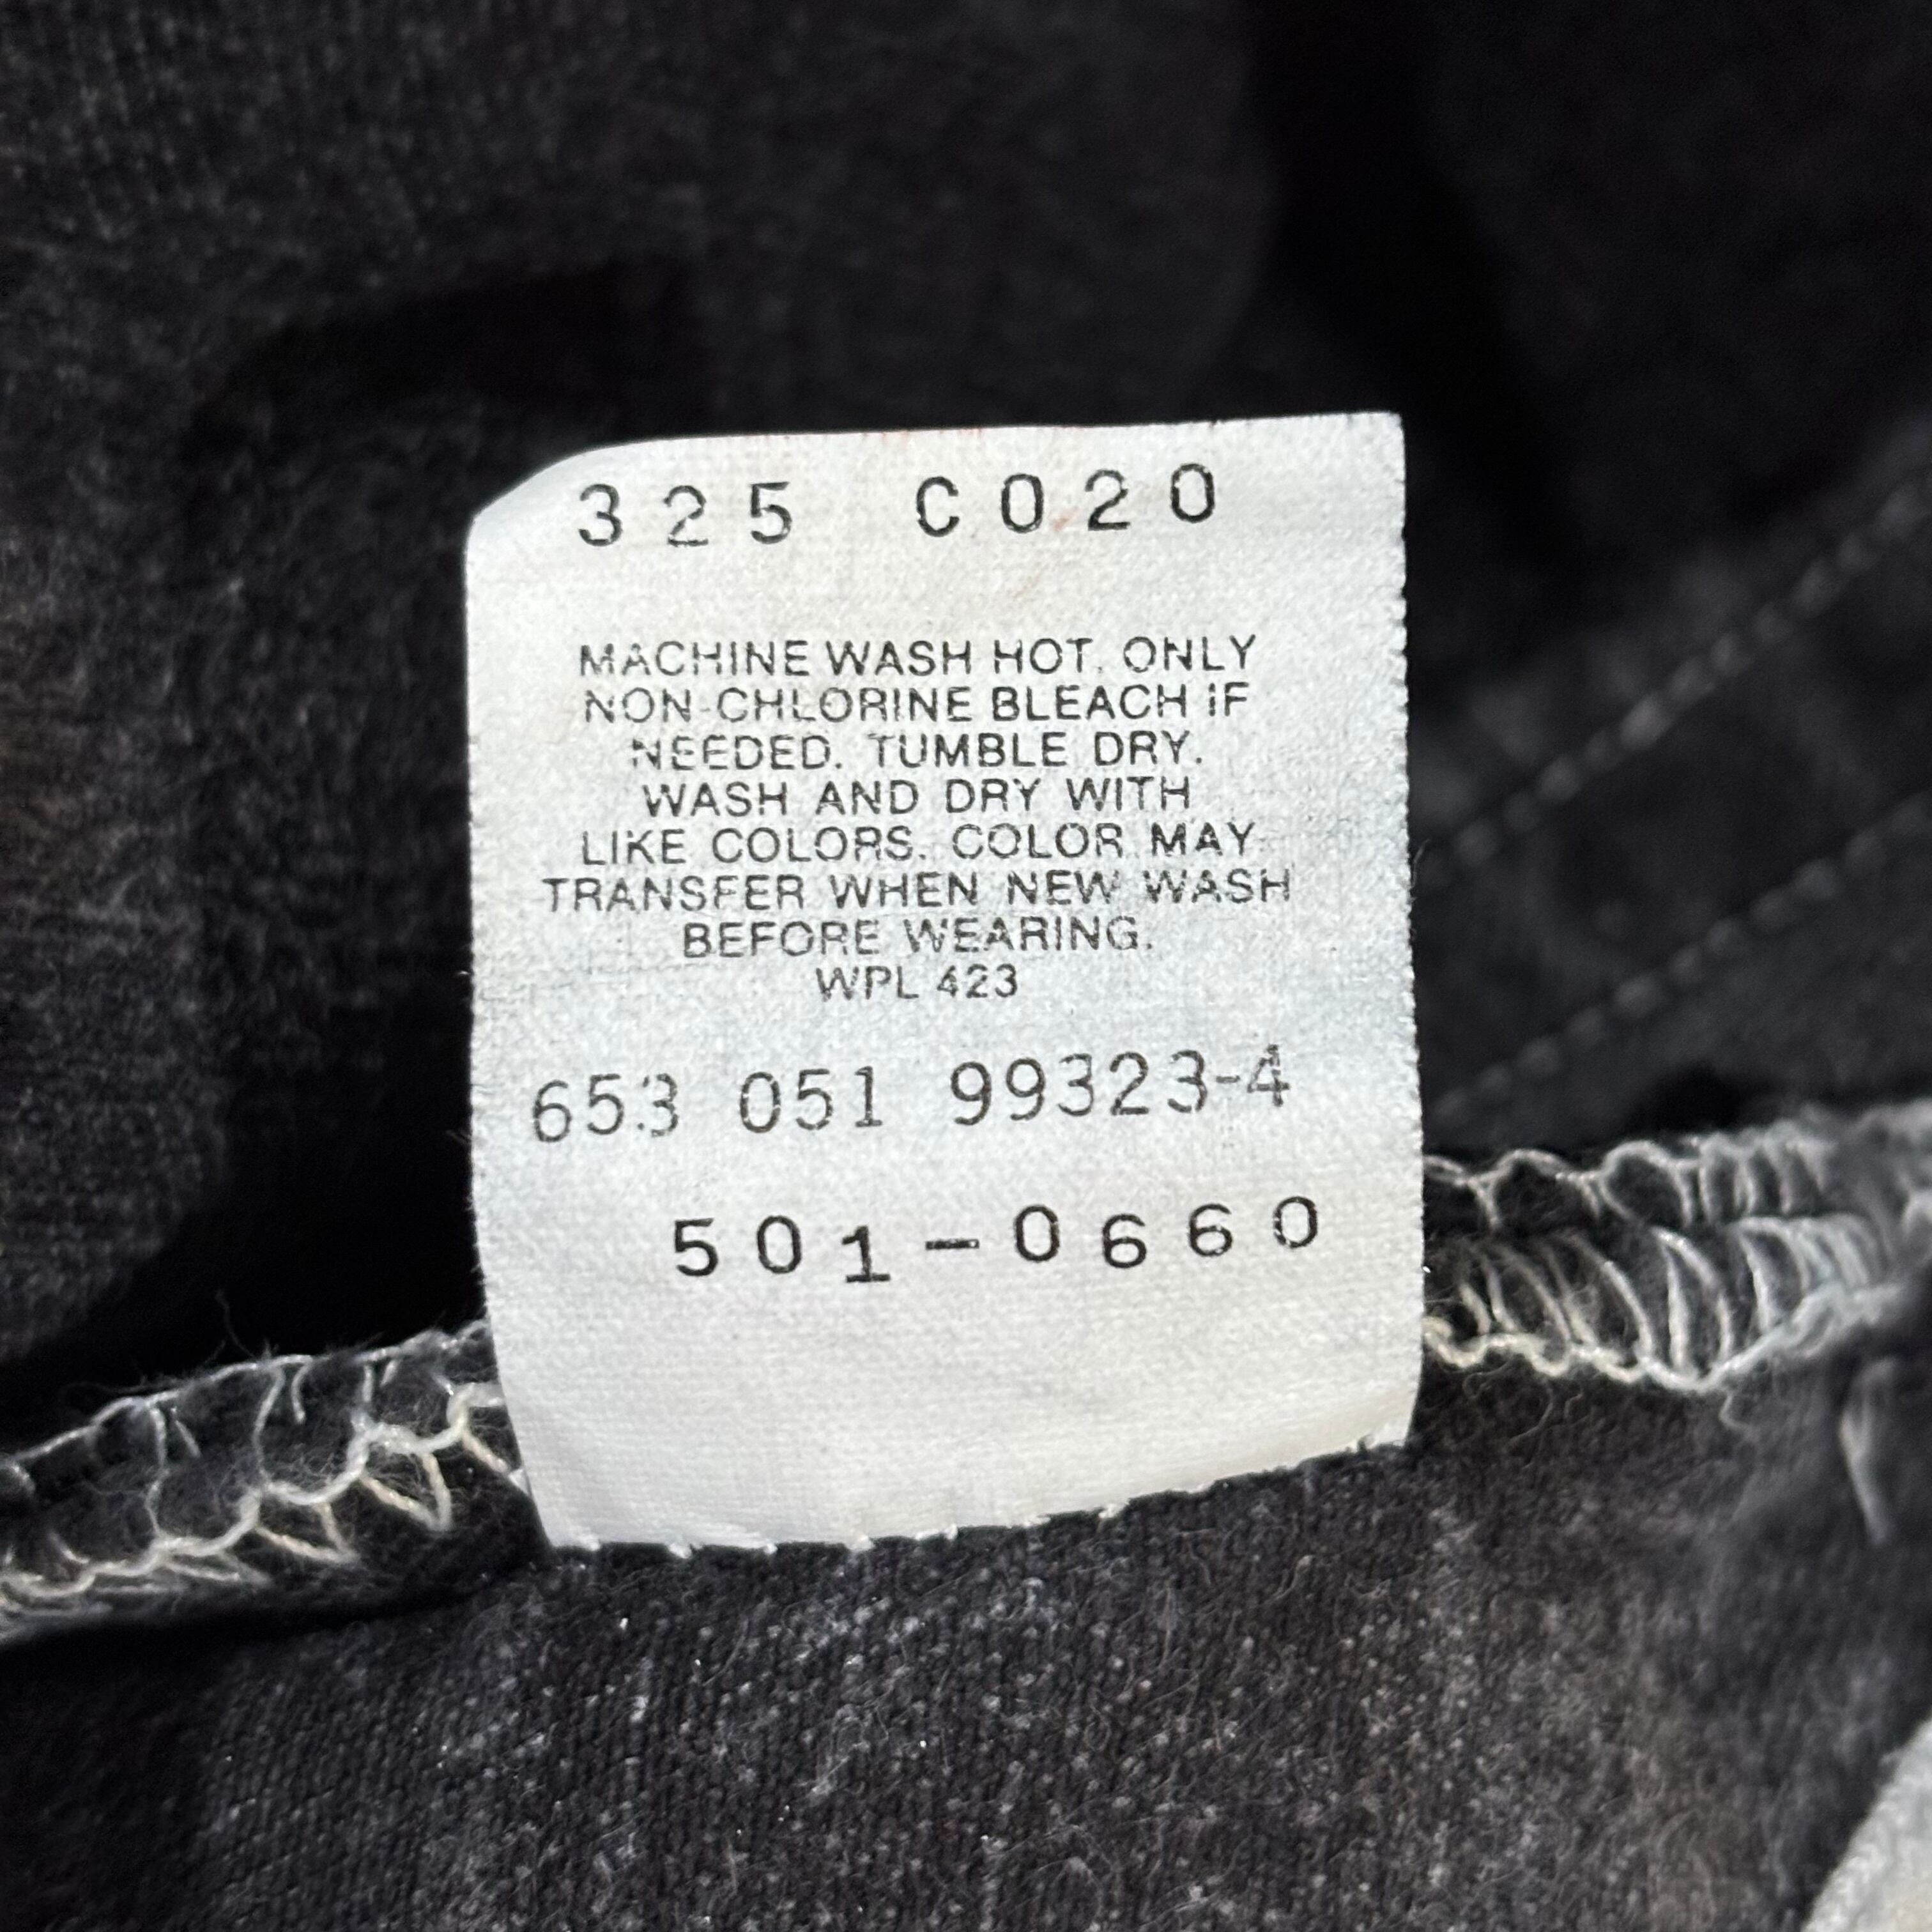 325 C020
MACHINE WASH HOT. ONLY
NON-CHLORINE BLEACH IF
NEEDED. TUMBLE DRY.
WASH AND DRY WITH
LIKE COLORS. COLOR MAY
TRANSFER WHEN NEW WASH
BEFORE WEARING.
WPL 423
653 051 99323-4
501-0660